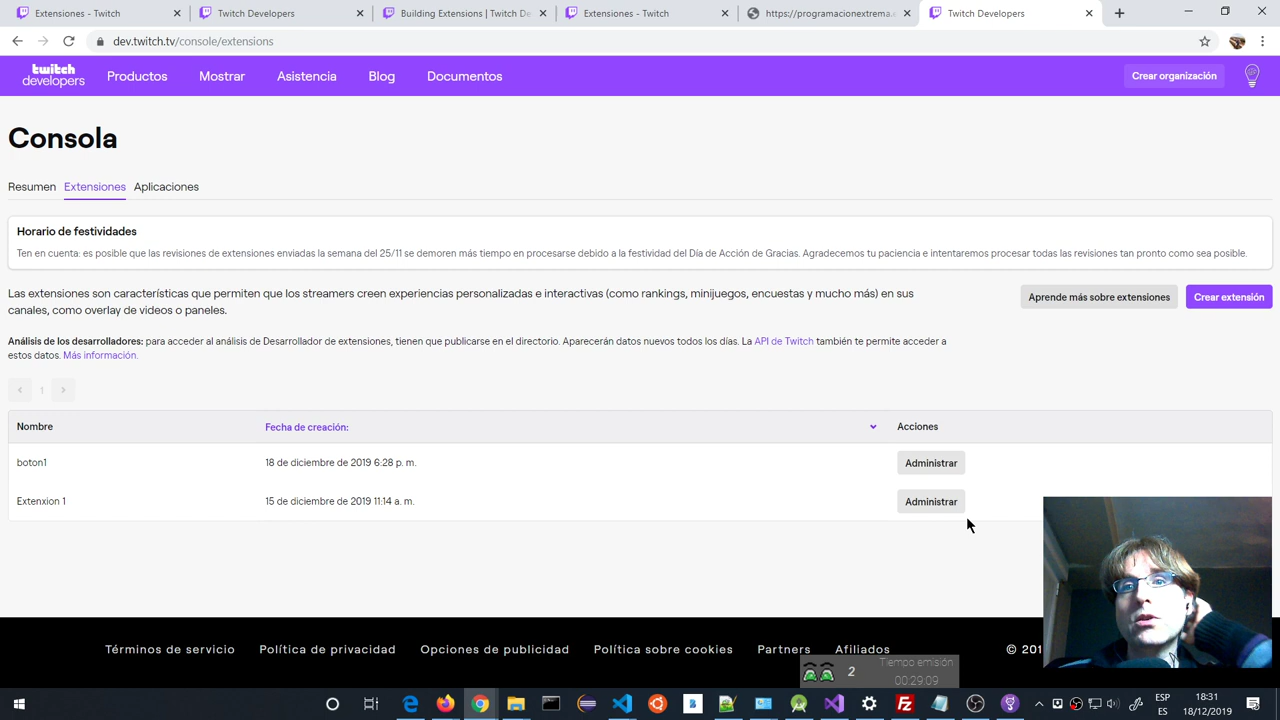 Extensiones - Twitch
Twitch Developers
Building Extensions | Twitch De
Extensiones - Twitch
https://programacionextrema.e
Twitch Developers
dev.twitch.tv/console/extensions
twitch
developers
Productos Mostrar Asistencia Blog Documentos
Crear organización
Consola
Resumen Extensiones Aplicaciones
Horario de festividades
Ten en cuenta: es posible que las revisiones de extensiones enviadas la semana del 25/11 se demoren más tiempo en procesarse debido a la festividad del Día de Acción de Gracias. Agradecemos tu paciencia e intentaremos procesar todas las revisiones tan pronto como sea posible.
Las extensiones son características que permiten que los streamers creen experiencias personalizadas e interactivas (como rankings, minijuegos, encuestas y mucho más) en sus
canales, como overlay de videos o paneles.
Aprende más sobre extensiones
Crear extensión
Análisis de los desarrolladores: para acceder al análisis de Desarrollador de extensiones, tienen que publicarse en el directorio. Aparecerán datos nuevos todos los días. La API de Twitch también te permite acceder a
estos datos. Más información.
1
Nombre Fecha de creación: Acciones
boton1 18 de diciembre de 2019 6:28 p. m. Administrar
Extenxion 1 15 de diciembre de 2019 11:14 a. m. Administrar
Términos de servicio Política de privacidad Opciones de publicidad Política sobre cookies Partners Afiliados © 201
2
Tiempo emisión
00:29:09
ESP
ES
18:31
18/12/2019